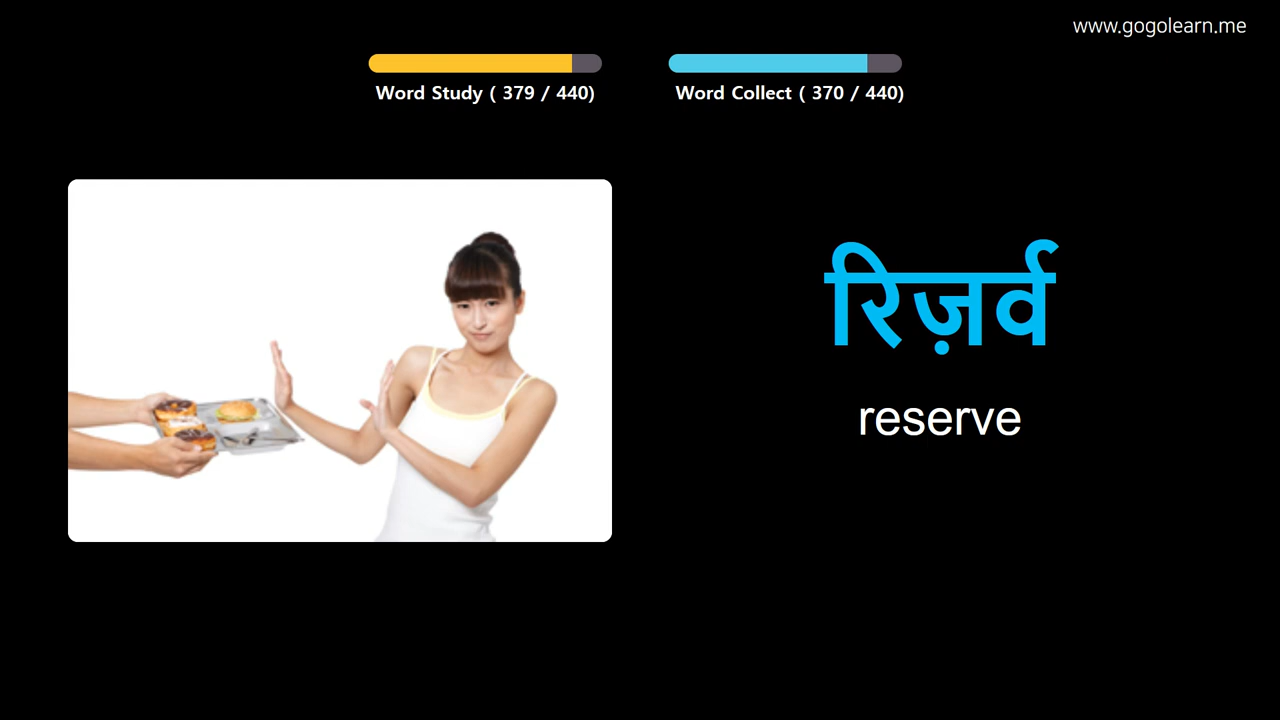 www.gogolearn.me
Word Study ( 379 / 440)
Word Collect ( 370 / 440)
रिज़र्व
reserve